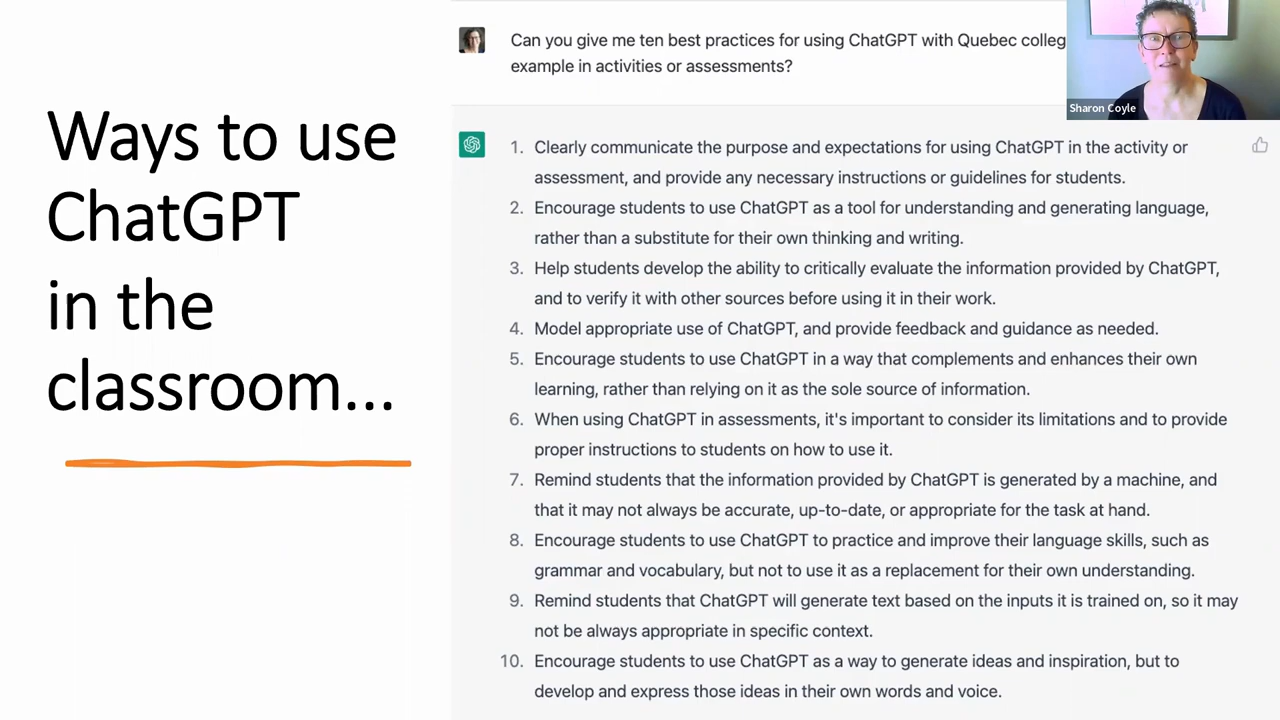 Ways to use
ChatGPT
in the
classroom...
Can you give me ten best practices for using ChatGPT with Quebec
example in activities or assessments?
Sharon Coyle
1. Clearly communicate the purpose and expectations for using ChatGPT in the activity or
assessment, and provide any necessary instructions or guidelines for students.
2. Encourage students to use ChatGPT as a tool for understanding and generating language,
rather than a substitute for their own thinking and writing.
3. Help students develop the ability to critically evaluate the information provided by ChatGPT,
and to verify it with other sources before using it in their work.
4. Model appropriate use of ChatGPT, and provide feedback and guidance as needed.
5. Encourage students to use ChatGPT in a way that complements and enhances their own
learning, rather than relying on it as the sole source of information.
6. When using ChatGPT in assessments, it's important to consider its limitations and to provide
proper instructions to students on how to use it.
7. Remind students that the information provided by ChatGPT is generated by a machine, and
that it may not always be accurate, up-to-date, or appropriate for the task at hand.
8. Encourage students to use ChatGPT to practice and improve their language skills, such as
grammar and vocabulary, but not to use it as a replacement for their own understanding.
9. Remind students that ChatGPT will generate text based on the inputs it is trained on, so it may
not be always appropriate in specific context.
10. Encourage students to use ChatGPT as a way to generate ideas and inspiration, but to
develop and express those ideas in their own words and voice.